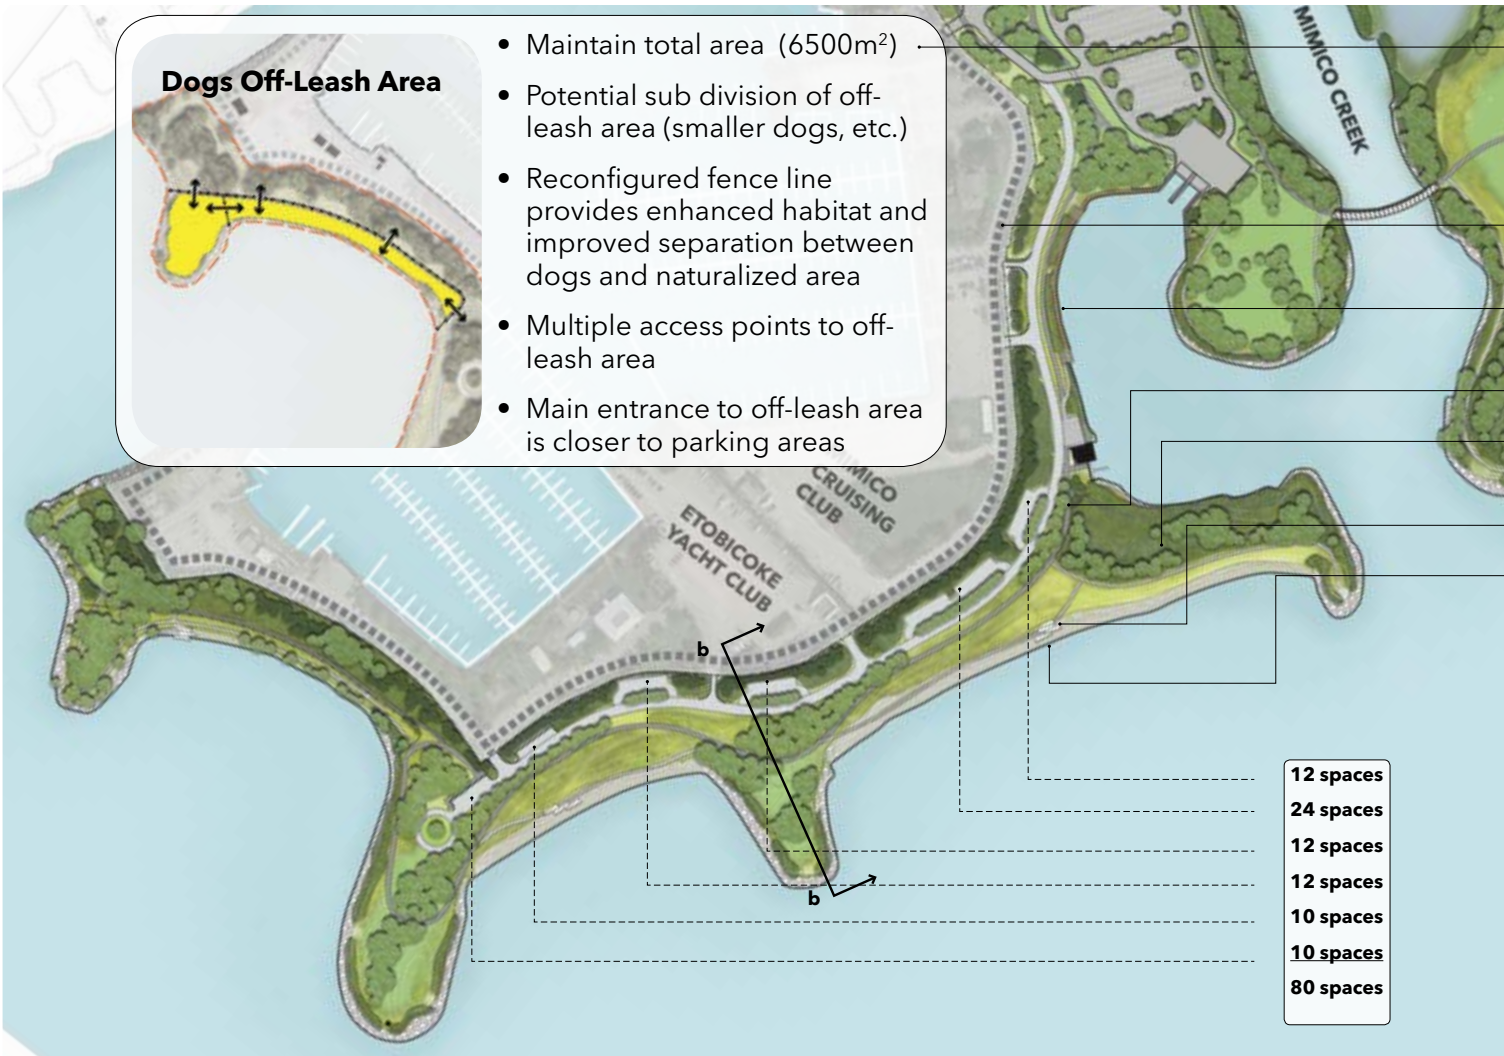 Dogs Off-Leash Area
• Maintain total area (6500m²)
• Potential sub division of off-
leash area (smaller dogs, etc.)
• Reconfigured fence line
provides enhanced habitat and
improved separation between
dogs and naturalized area
• Multiple access points to off-
leash area
• Main entrance to off-leash area
is closer to parking areas
MIMICO CREEK
MIMICO
CRUISING
CLUB
ETOBICOKE
YACHT CLUB
b
b
12 spaces
24 spaces
12 spaces
12 spaces
10 spaces
10 spaces
80 spaces